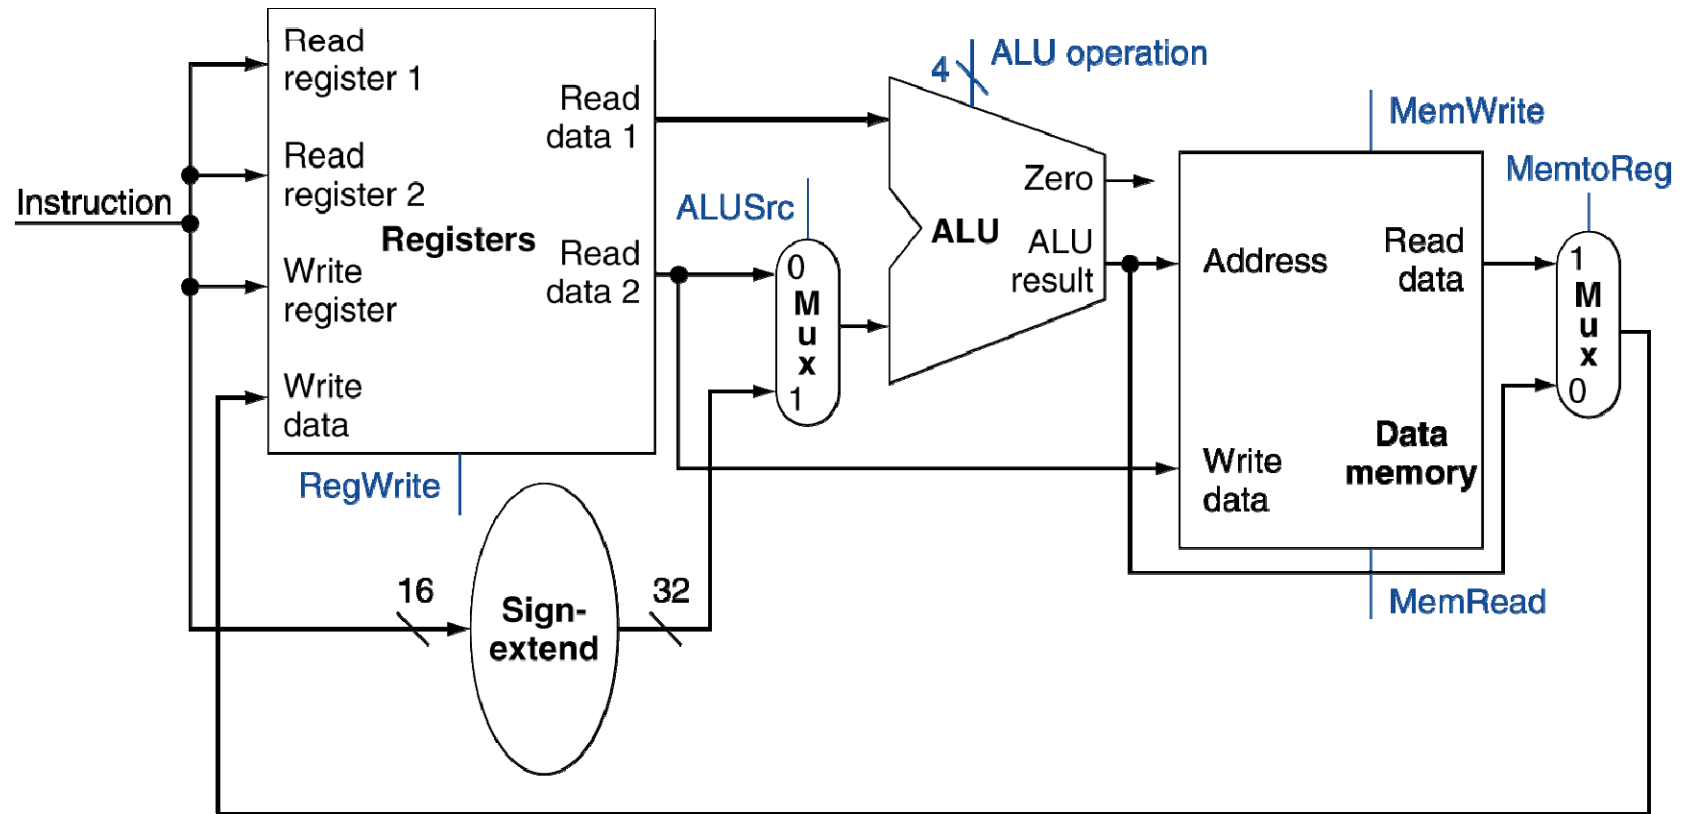 Instruction
Read
register 1
Read
register 2
Registers
Write
register
Write
data
Read
data 1
Read
data 2
RegWrite
16
Sign-
extend
32
ALUSrc
0
M
u
x
1
4
ALU operation
Zero
ALU
ALU
result
MemWrite
Address
Read
data
Write
data
Data
memory
MemRead
MemtoReg
1
M
u
x
0